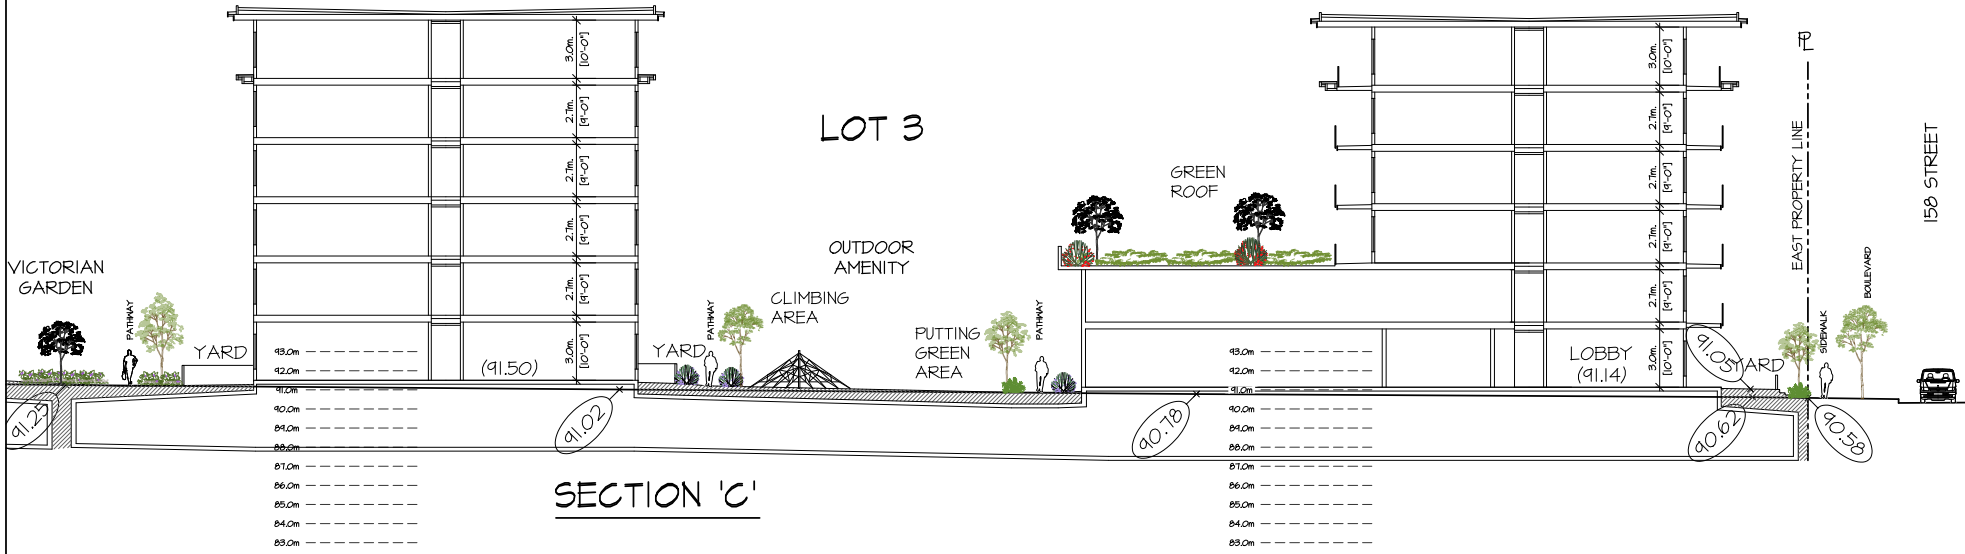 LOT 3
VICTORIAN
GARDEN
PATHWAY
YARD
3.0m.
[10'-0"]
2.7m.
[9'-0"]
2.7m.
[9'-0"]
2.7m.
[9'-0"]
2.7m.
[9'-0"]
3.0m.
[10'-0"]
(91.50)
93.0m
92.0m
91.0m
90.0m
89.0m
88.0m
87.0m
86.0m
85.0m
84.0m
83.0m
91.25
91.02
YARD
PATHWAY
CLIMBING
AREA
OUTDOOR
AMENITY
PUTTING
GREEN
AREA
PATHWAY
GREEN
ROOF
3.0m.
[10'-0"]
2.7m.
[9'-0"]
2.7m.
[9'-0"]
2.7m.
[9'-0"]
2.7m.
[9'-0"]
3.0m.
[10'-0"]
LOBBY
(91.14)
93.0m
92.0m
91.0m
90.0m
89.0m
88.0m
87.0m
86.0m
85.0m
84.0m
83.0m
90.78
91.05
YARD
90.62
90.58
PL
EAST PROPERTY LINE
SIDEWALK
BOULEVARD
158 STREET
SECTION 'C'